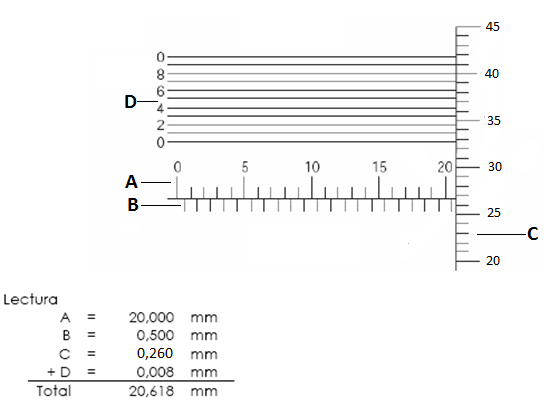 45
0
8
40
6
D
4
35
2
0
0 5 10 15 20 30
A
B
25
C
20
Lectura
A = 20,000 mm
B = 0,500 mm
C = 0,260 mm
+ D = 0,008 mm
Total 20,618 mm